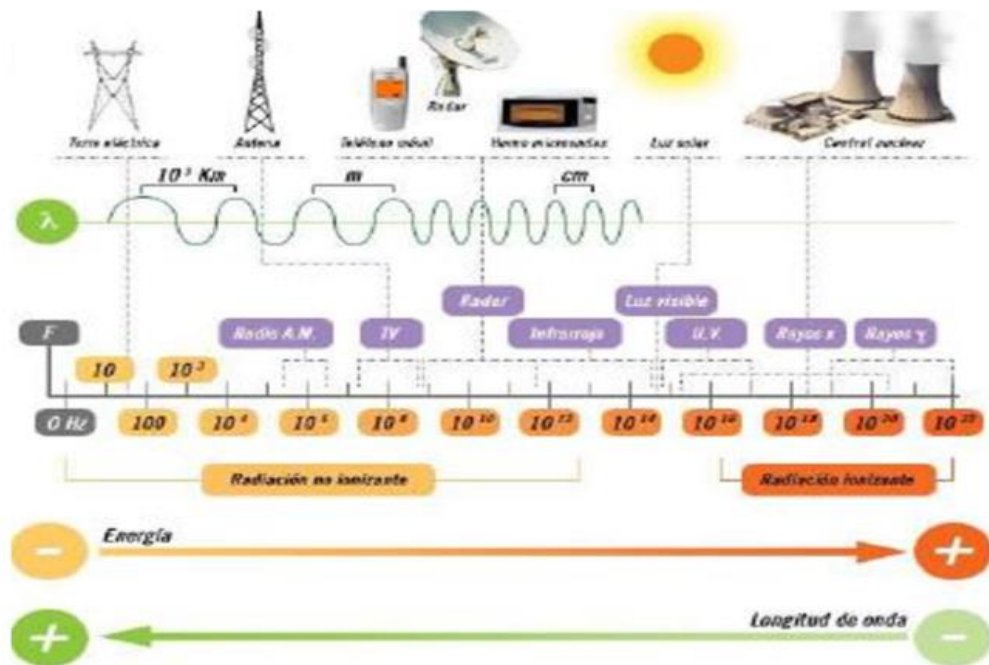 Radar
Torre eléctrica
Antena
Teléfono móvil
Horno microondas
Luz solar
Central nuclear
10³ Km
m
cm
λ
Radar
Luz visible
F
Radio A.M.
TV
Infrarrojo
U.V.
Rayos x
Rayos γ
10
10³
0 Hz
100
10⁴
10⁶
10⁸
10¹⁰
10¹²
10¹⁴
10¹⁶
10¹⁸
10²⁰
10²²
Radiación no ionizante
Radiación ionizante
Energía
−
+
Longitud de onda
+
−